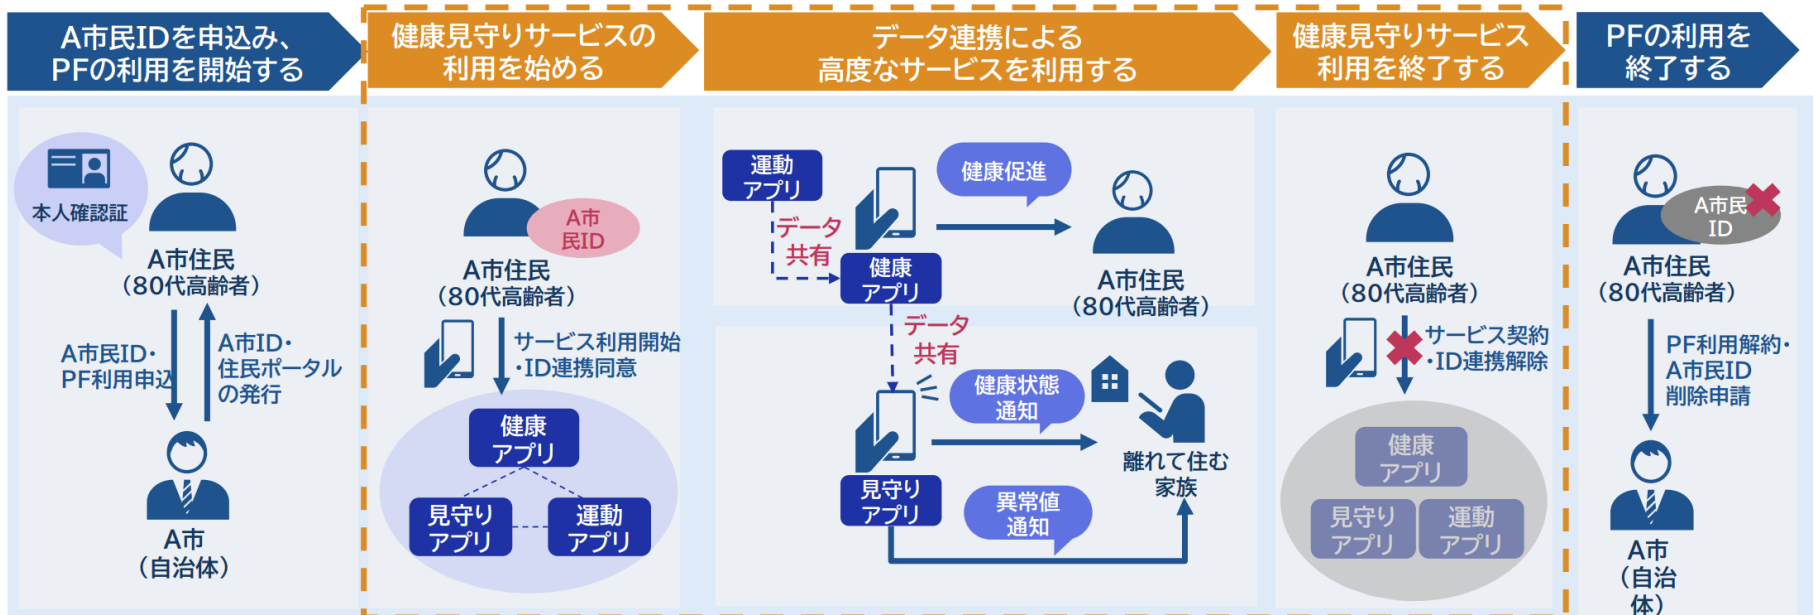 A市民IDを申込み、
PFの利用を開始する
健康見守りサービスの
利用を始める
データ連携による
高度なサービスを利用する
健康見守りサービス
利用を終了する
PFの利用を
終了する
本人確認証
A市住民
(80代高齢者)
A市民ID・
PF利用申込
A市ID・
住民ポータル
の発行
A市
(自治体)
A市
民ID
A市住民
(80代高齢者)
サービス利用開始
・ID連携同意
健康
アプリ
見守り
アプリ
運動
アプリ
運動
アプリ
データ
共有
健康
アプリ
健康促進
A市住民
(80代高齢者)
データ
共有
見守り
アプリ
健康状態
通知
異常値
通知
離れて住む
家族
A市住民
(80代高齢者)
サービス契約
・ID連携解除
健康
アプリ
見守り
アプリ
運動
アプリ
A市民
ID
A市住民
(80代高齢者)
PF利用解約・
A市民ID
削除申請
A市
(自治
体)